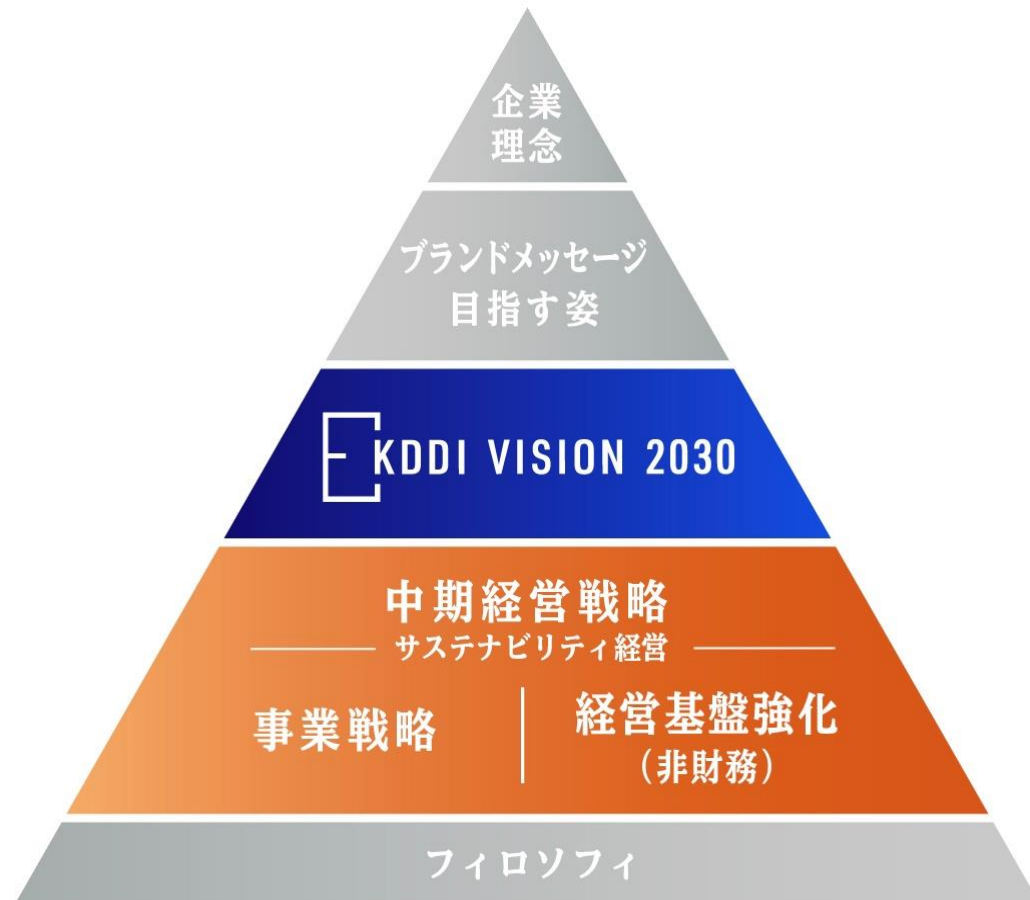 企業
理念
ブランドメッセージ
目指す姿
KDDI VISION 2030
中期経営戦略
サステナビリティ経営
事業戦略
経営基盤強化
（非財務）
フィロソフィ